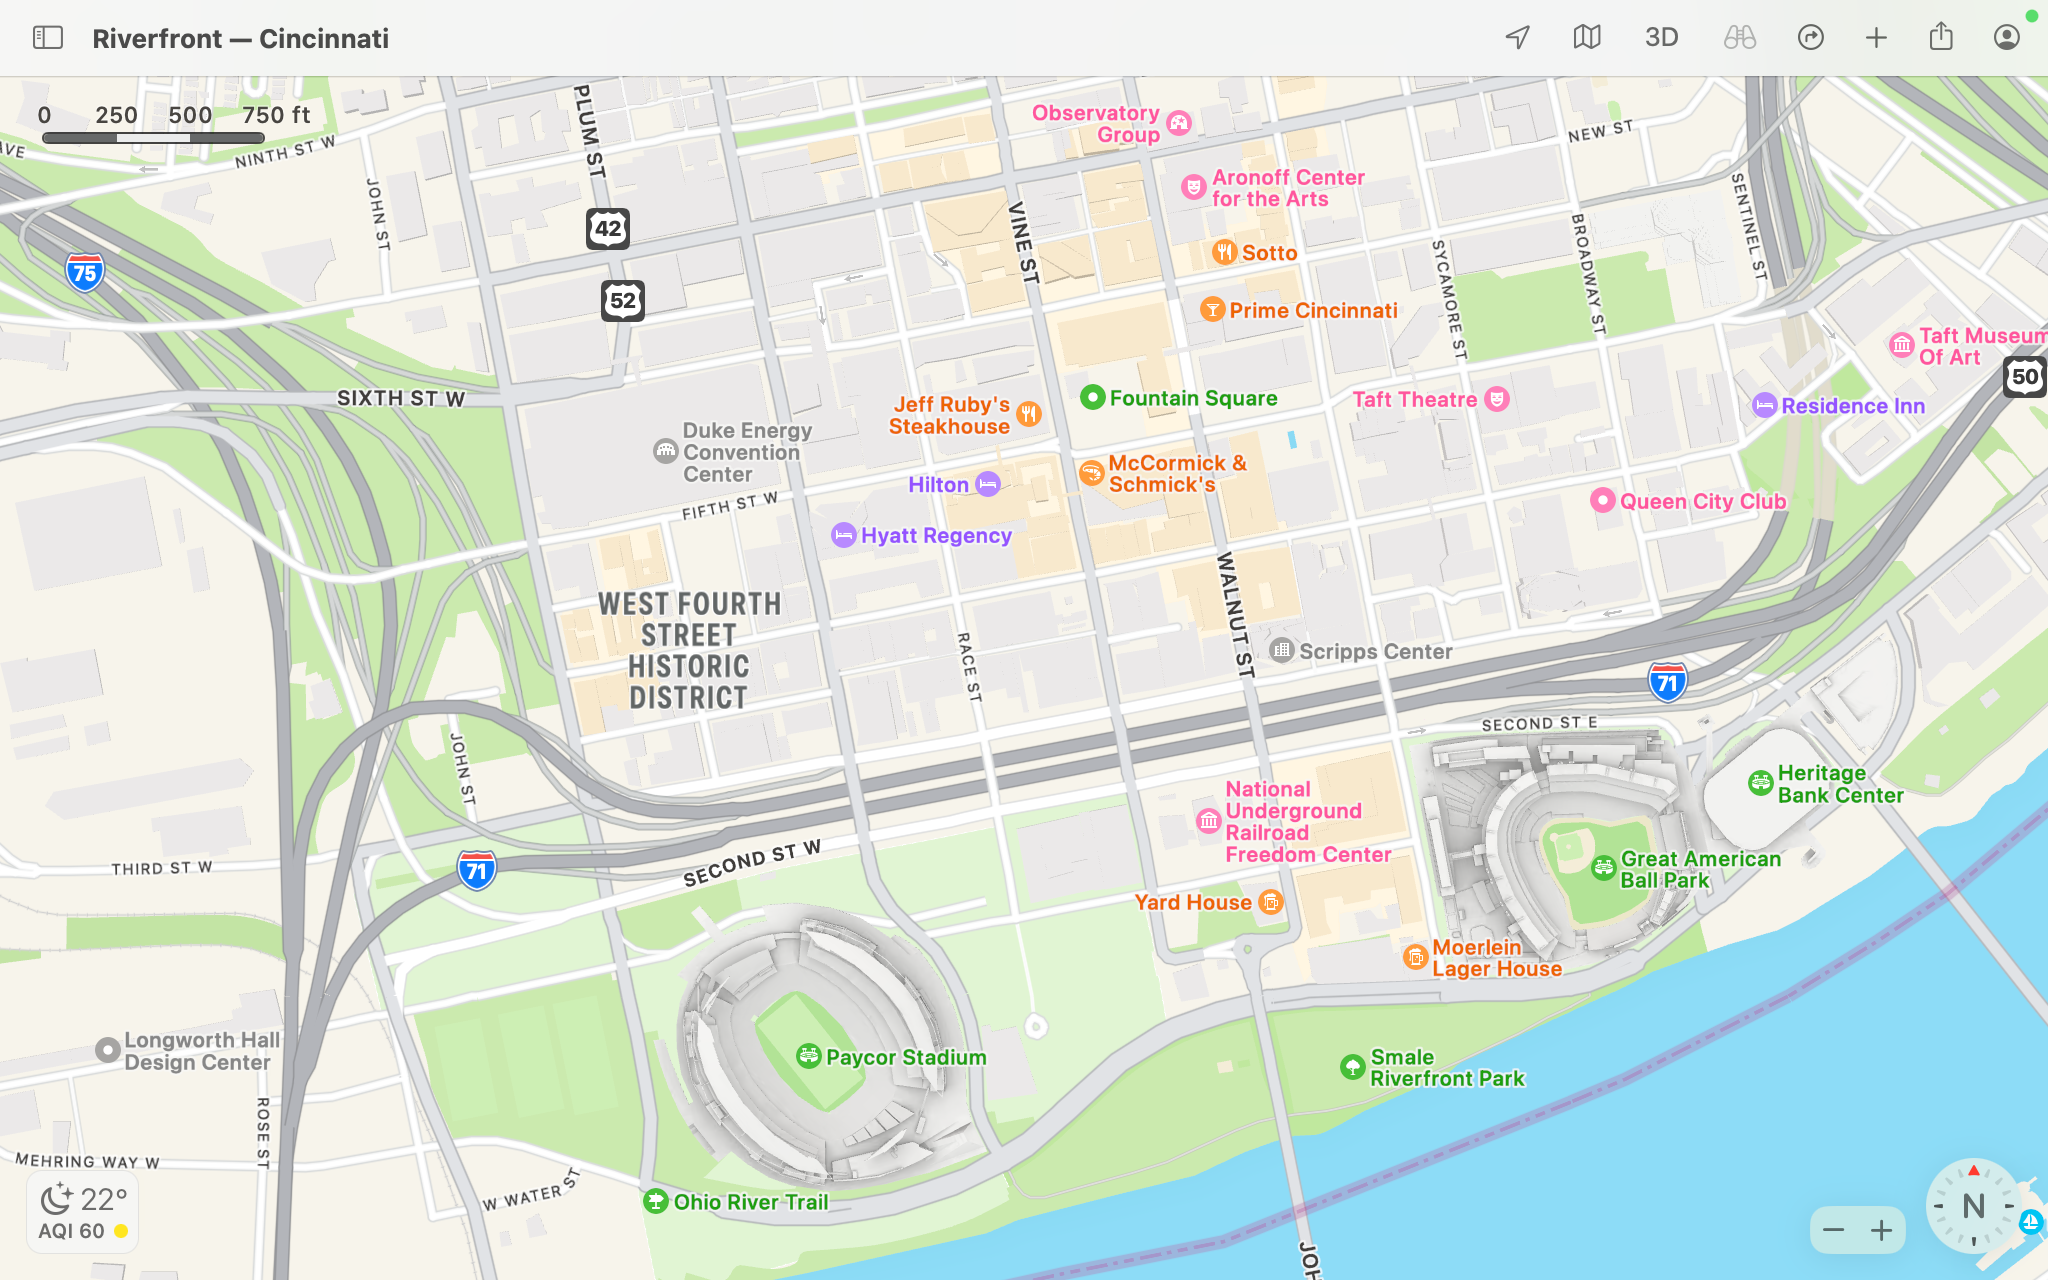 Riverfront — Cincinnati
3D
0 250 500 750 ft
PLUM ST
NINTH ST W
JOHN ST
Observatory
Group
NEW ST
Aronoff Center
for the Arts
SENTINEL ST
42
VINE ST
BROADWAY ST
SYCAMORE ST
Sotto
75
52
Prime Cincinnati
Taft Museum
Of Art
50
SIXTH ST W
Fountain Square
Taft Theatre
Residence Inn
Jeff Ruby's
Steakhouse
Duke Energy
Convention
Center
McCormick &
Schmick's
Hilton
FIFTH ST W
Queen City Club
Hyatt Regency
WEST FOURTH
STREET
HISTORIC
DISTRICT
WALNUT ST
RACE ST
Scripps Center
71
SECOND ST E
JOHN ST
National
Underground
Railroad
Freedom Center
Heritage
Bank Center
THIRD ST W
71
SECOND ST W
Great American
Ball Park
Yard House
Moerlein
Lager House
Longworth Hall
Design Center
Paycor Stadium
Smale
Riverfront Park
ROSE ST
MEHRING WAY W
W WATER ST
Ohio River Trail
22°
AQI 60
N